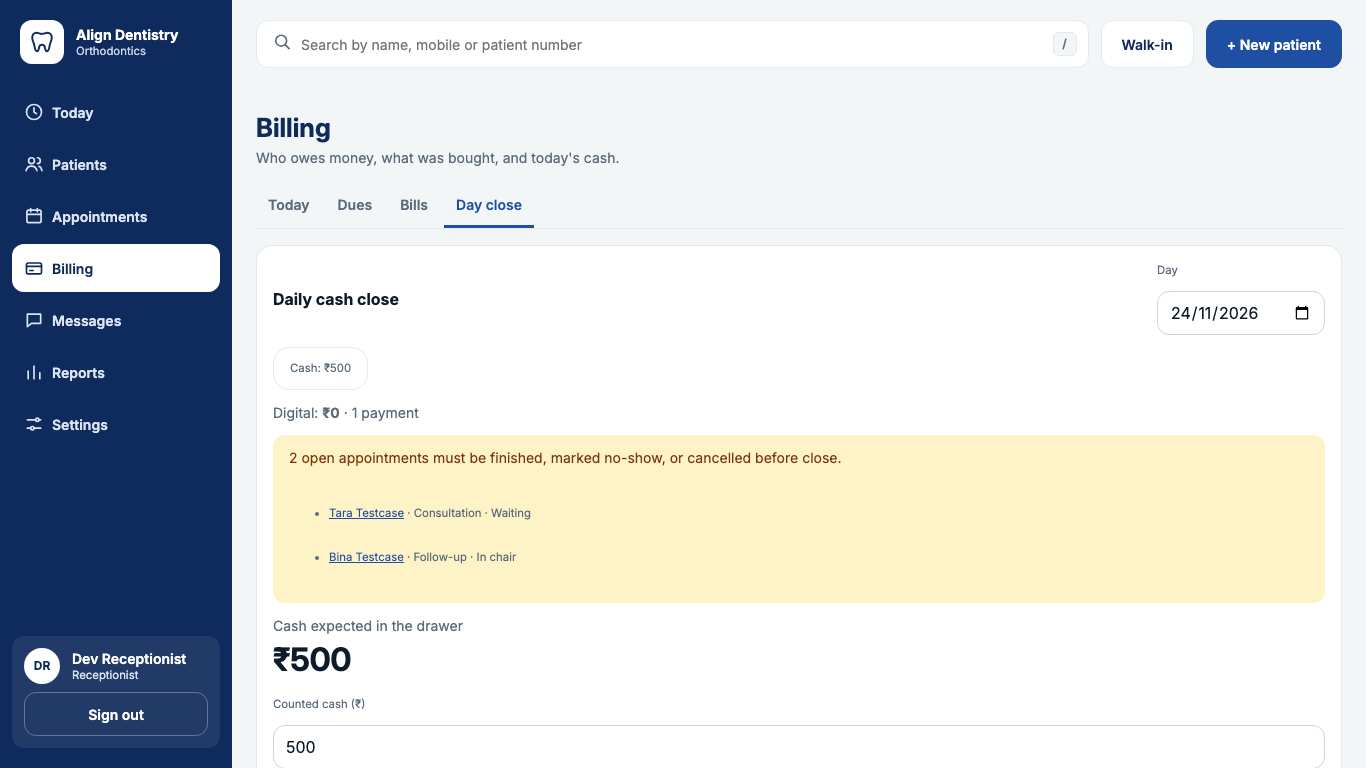 Align Dentistry
Orthodontics
Today
Patients
Appointments
Billing
Messages
Reports
Settings
DR
Dev Receptionist
Receptionist
Sign out
Search by name, mobile or patient number
/
Walk-in
+ New patient
Billing
Who owes money, what was bought, and today's cash.
Today
Dues
Bills
Day close
Daily cash close
Day
24/11/2026
Cash: ₹500
Digital: ₹0 · 1 payment
2 open appointments must be finished, marked no-show, or cancelled before close.
• Tara Testcase · Consultation · Waiting
• Bina Testcase · Follow-up · In chair
Cash expected in the drawer
₹500
Counted cash (₹)
500